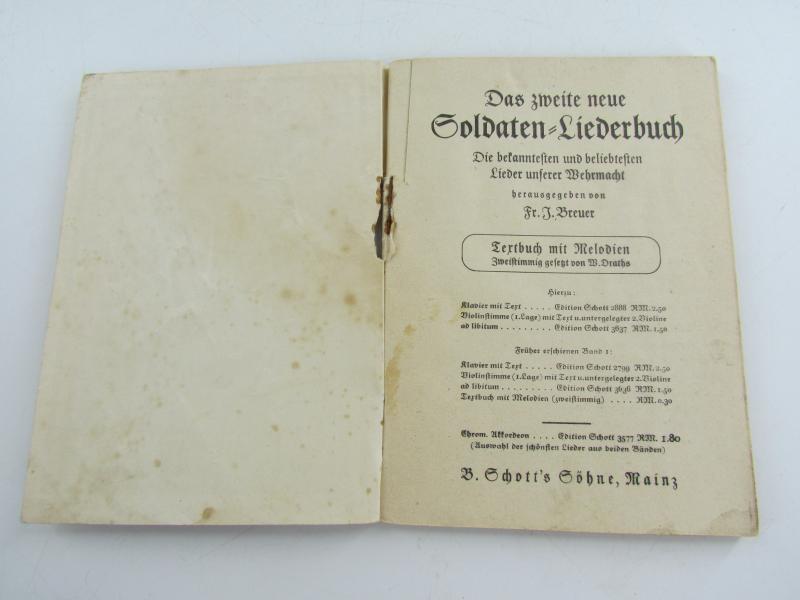 Das zweite neue
Soldaten=Liederbuch
Die bekanntesten und beliebtesten
Lieder unserer Wehrmacht
herausgegeben von
Fr. J. Breuer
Textbuch mit Melodien
Zweistimmig gesetzt von W. Draths
Hierzu:
Klavier mit Text . . . . . Edition Schott 2888 RM. 2.50
Violinstimme (1. Lage) mit Text u. untergelegter 2. Violine
ad libitum . . . . . . . . . Edition Schott 3637 RM. 1.50
Früher erschienen Band 1:
Klavier mit Text . . . . . Edition Schott 2799 RM. 2.50
Violinstimme (1. Lage) mit Text u. untergelegter 2. Violine
ad libitum . . . . . . . . . Edition Schott 3636 RM. 1.50
Textbuch mit Melodien (zweistimmig) . . . . RM. 0.30
Chrom. Akkordeon . . . . Edition Schott 3577 RM. 1.80
(Auswahl der schönsten Lieder aus beiden Bänden)
B. Schott's Söhne, Mainz